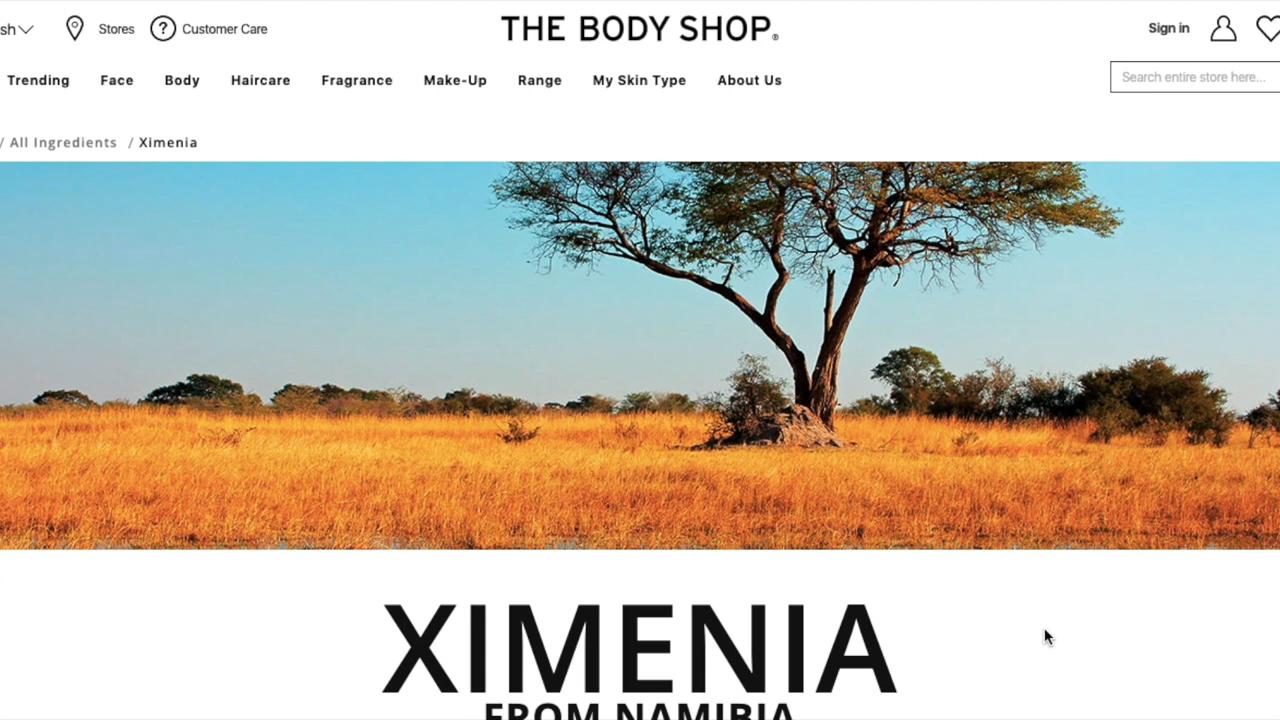 sh Stores ? Customer Care THE BODY SHOP® Sign in
Trending Face Body Haircare Fragrance Make-Up Range My Skin Type About Us
Search entire store here...
/ All Ingredients / Ximenia
XIMENIA
FROM NAMIBIA